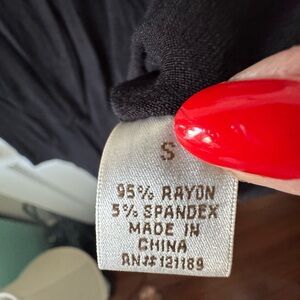 S
95% RAYON
5% SPANDEX
MADE IN
CHINA
RN# 121189